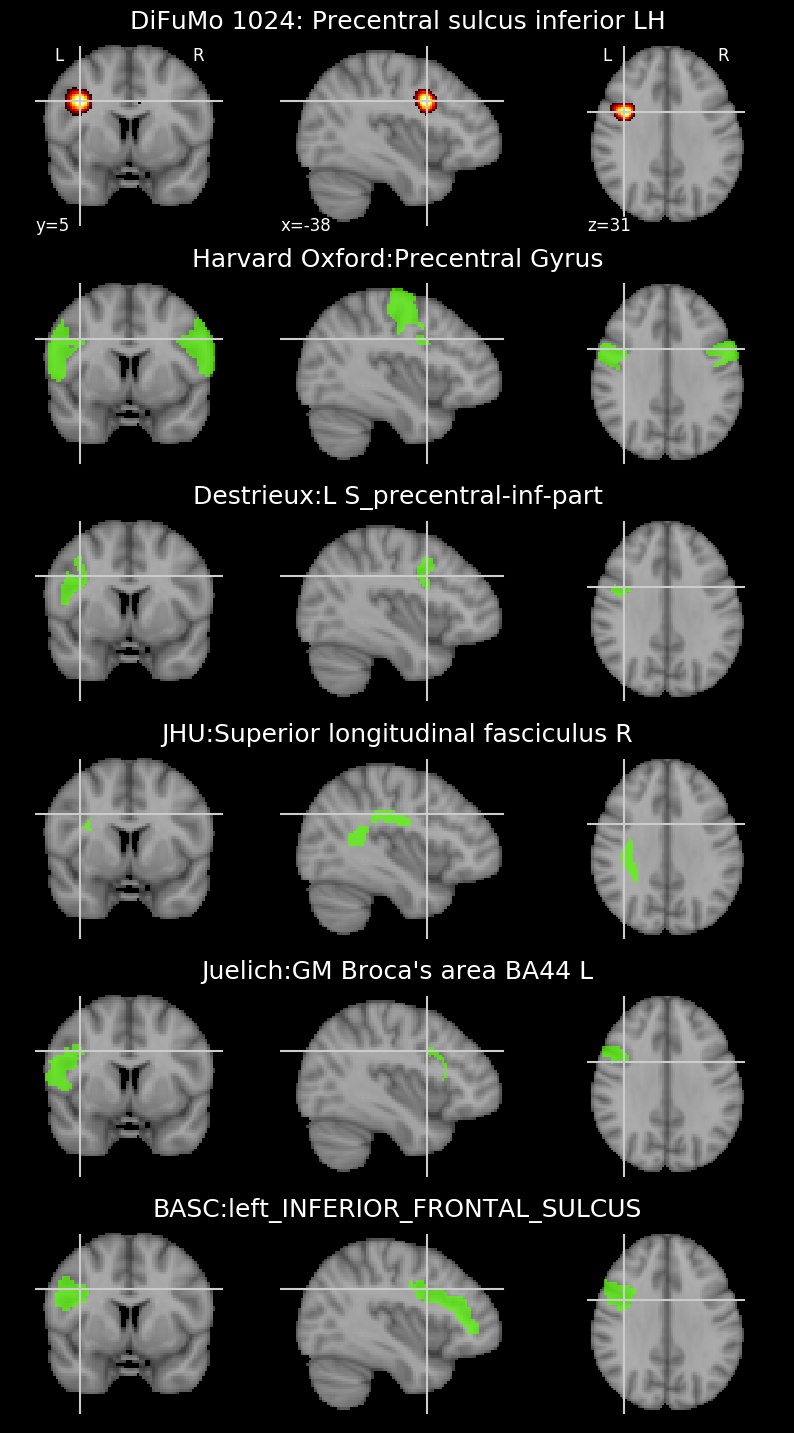 DiFuMo 1024: Precentral sulcus inferior LH
L R L R
y=5 x=-38 z=31
Harvard Oxford:Precentral Gyrus
Destrieux:L S_precentral-inf-part
JHU:Superior longitudinal fasciculus R
Juelich:GM Broca's area BA44 L
BASC:left_INFERIOR_FRONTAL_SULCUS